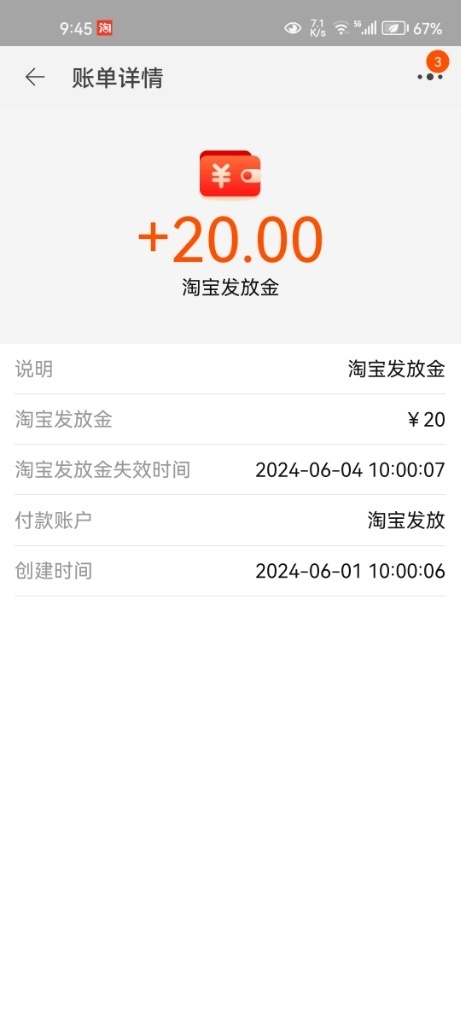 9:45 淘 7.1 K/s 5G 67%
账单详情 3
¥
+20.00
淘宝发放金
说明 淘宝发放金
淘宝发放金 ¥20
淘宝发放金失效时间 2024-06-04 10:00:07
付款账户 淘宝发放
创建时间 2024-06-01 10:00:06